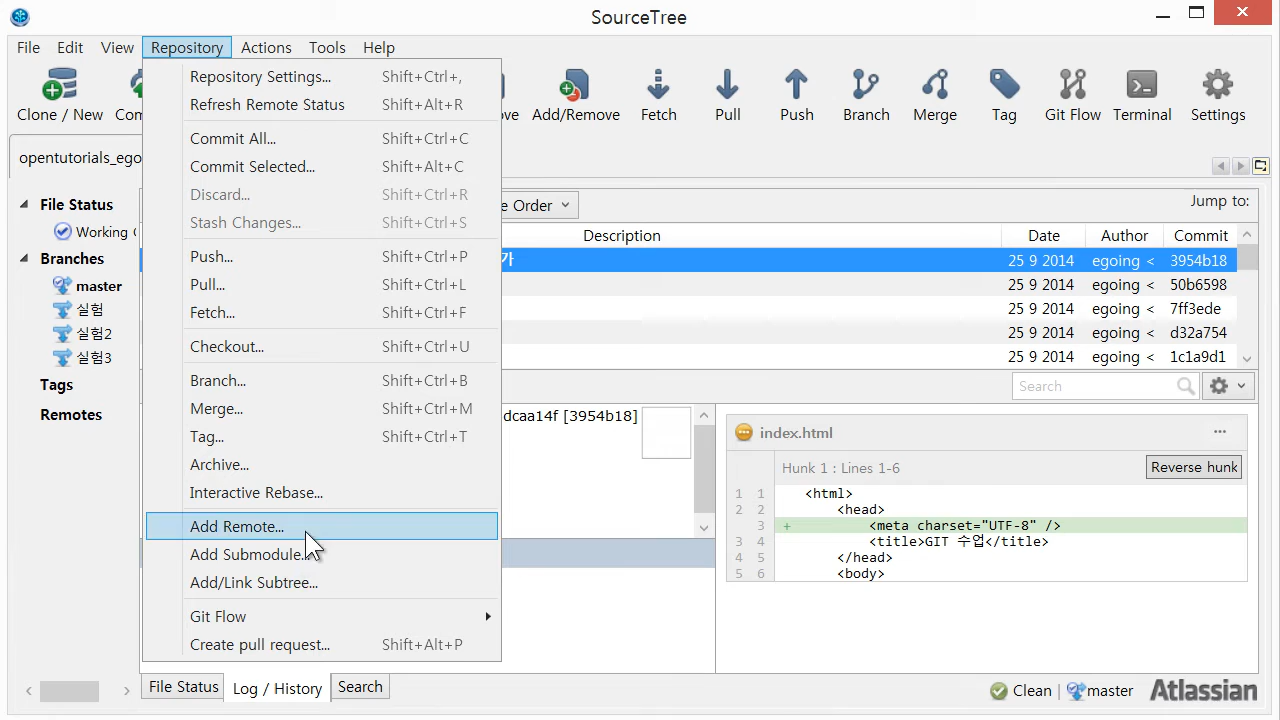 SourceTree
File Edit View Repository Actions Tools Help
Clone / New
Add/Remove Fetch Pull Push Branch Merge Tag Git Flow Terminal Settings
opentutorials_ego
Repository Settings... Shift+Ctrl+,
Refresh Remote Status Shift+Alt+R
Commit All... Shift+Ctrl+C
Commit Selected... Shift+Alt+C
Discard... Shift+Ctrl+R
Stash Changes... Shift+Ctrl+S
Push... Shift+Ctrl+P
Pull... Shift+Ctrl+L
Fetch... Shift+Ctrl+F
Checkout... Shift+Ctrl+U
Branch... Shift+Ctrl+B
Merge... Shift+Ctrl+M
Tag... Shift+Ctrl+T
Archive...
Interactive Rebase...
Add Remote...
Add Submodule...
Add/Link Subtree...
Git Flow
Create pull request... Shift+Alt+P
File Status
Working
Branches
master
실험
실험2
실험3
Tags
Remotes
Order
Jump to:
Description Date Author Commit
가 25 9 2014 egoing < 3954b18
25 9 2014 egoing < 50b6598
25 9 2014 egoing < 7ff3ede
25 9 2014 egoing < d32a754
25 9 2014 egoing < 1c1a9d1
Search
dcaa14f [3954b18]
index.html ...
Hunk 1 : Lines 1-6 Reverse hunk
1 1 <html>
2 2 <head>
3 + <meta charset="UTF-8" />
3 4 <title>GIT 수업</title>
4 5 </head>
5 6 <body>
File Status Log / History Search
Clean master Atlassian